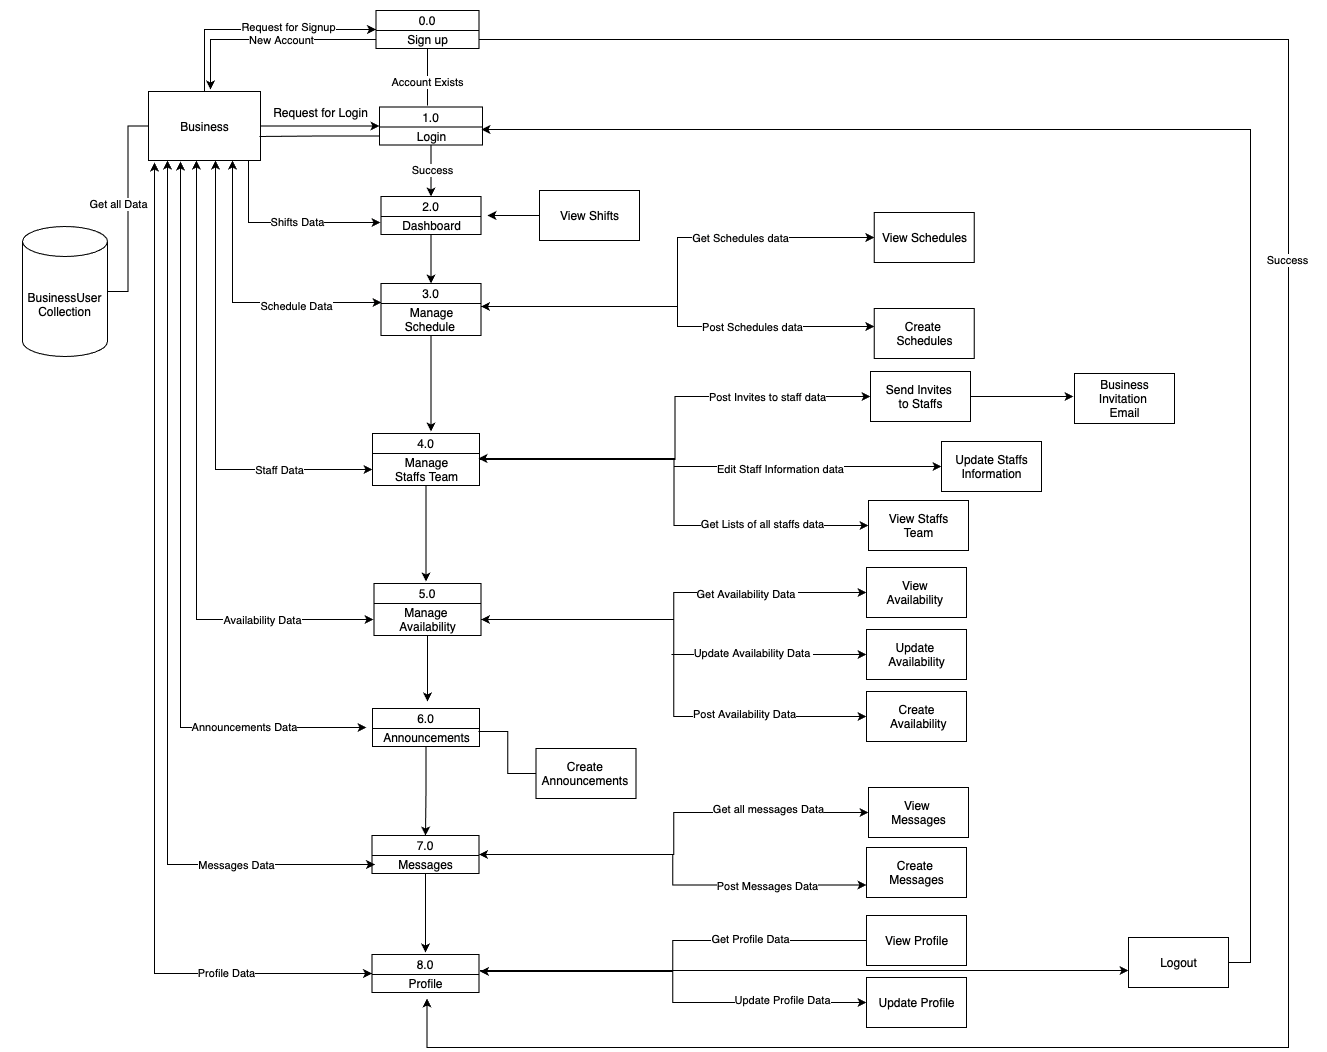 0.0
Request for Signup
Sign up
New Account
Account Exists
Business
Request for Login
1.0
Login
Success
Get all Data
2.0
Dashboard
Shifts Data
View Shifts
BusinessUser
Collection
3.0
Manage
Schedule
Schedule Data
Get Schedules data
View Schedules
Post Schedules data
Create
Schedules
Success
4.0
Manage
Staffs Team
Staff Data
Post Invites to staff data
Send Invites
to Staffs
Business
Invitation
Email
Edit Staff Information data
Update Staffs
Information
Get Lists of all staffs data
View Staffs
Team
5.0
Manage
Availability
Availability Data
Get Availability Data
View
Availability
Update Availability Data
Update
Availability
Post Availability Data
Create
Availability
6.0
Announcements
Announcements Data
Create
Announcements
7.0
Messages
Messages Data
Get all messages Data
View
Messages
Post Messages Data
Create
Messages
8.0
Profile
Profile Data
Get Profile Data
View Profile
Update Profile Data
Update Profile
Logout